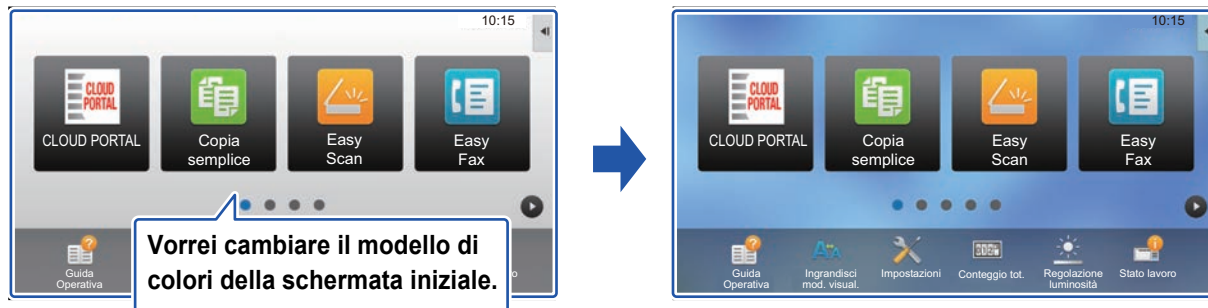 10:15
CLOUD
PORTAL
CLOUD PORTAL
Copia
semplice
Easy
Scan
Easy
Fax
Vorrei cambiare il modello di
colori della schermata iniziale.
Guida
Operativa
o
10:15
CLOUD
PORTAL
CLOUD PORTAL
Copia
semplice
Easy
Scan
Easy
Fax
Guida
Operativa
Ingrandisci
mod. visual.
Impostazioni
Conteggio tot.
Regolazione
luminosità
Stato lavoro